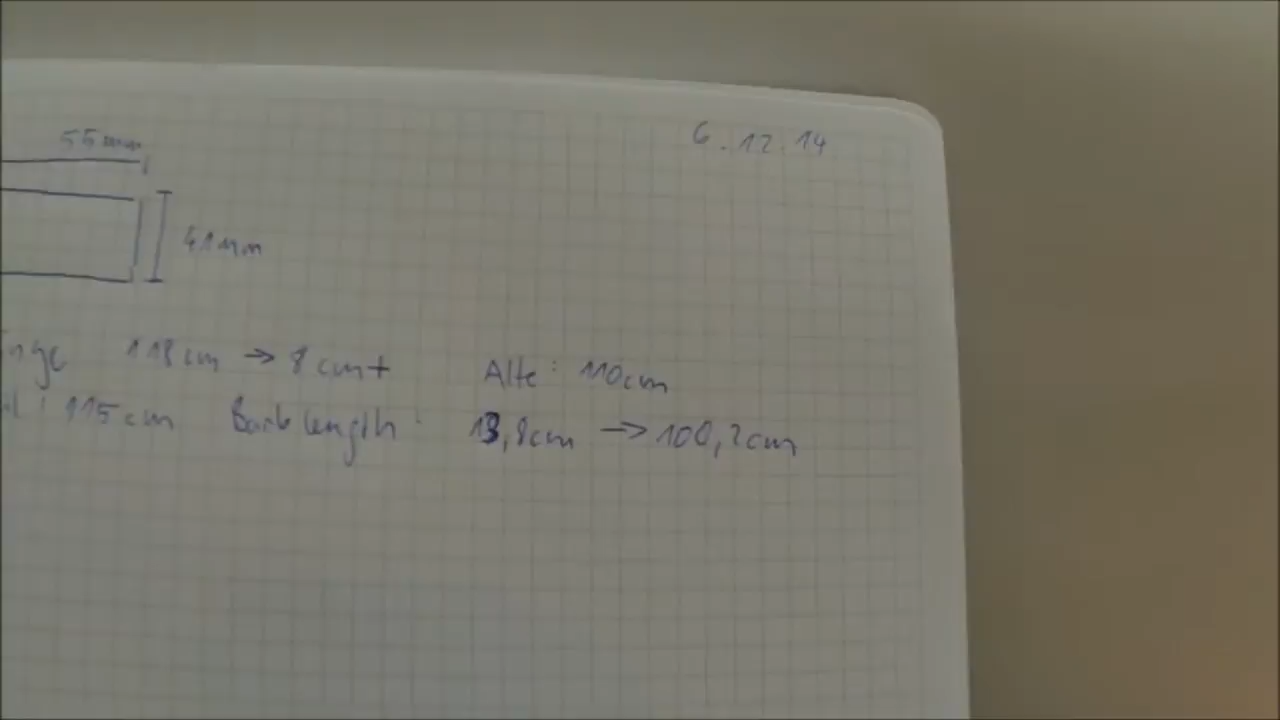 6.12.14
55mm
41mm
118cm → 8cm+ Alte: 110cm
: 115cm Back length: 13,8cm → 100,2cm